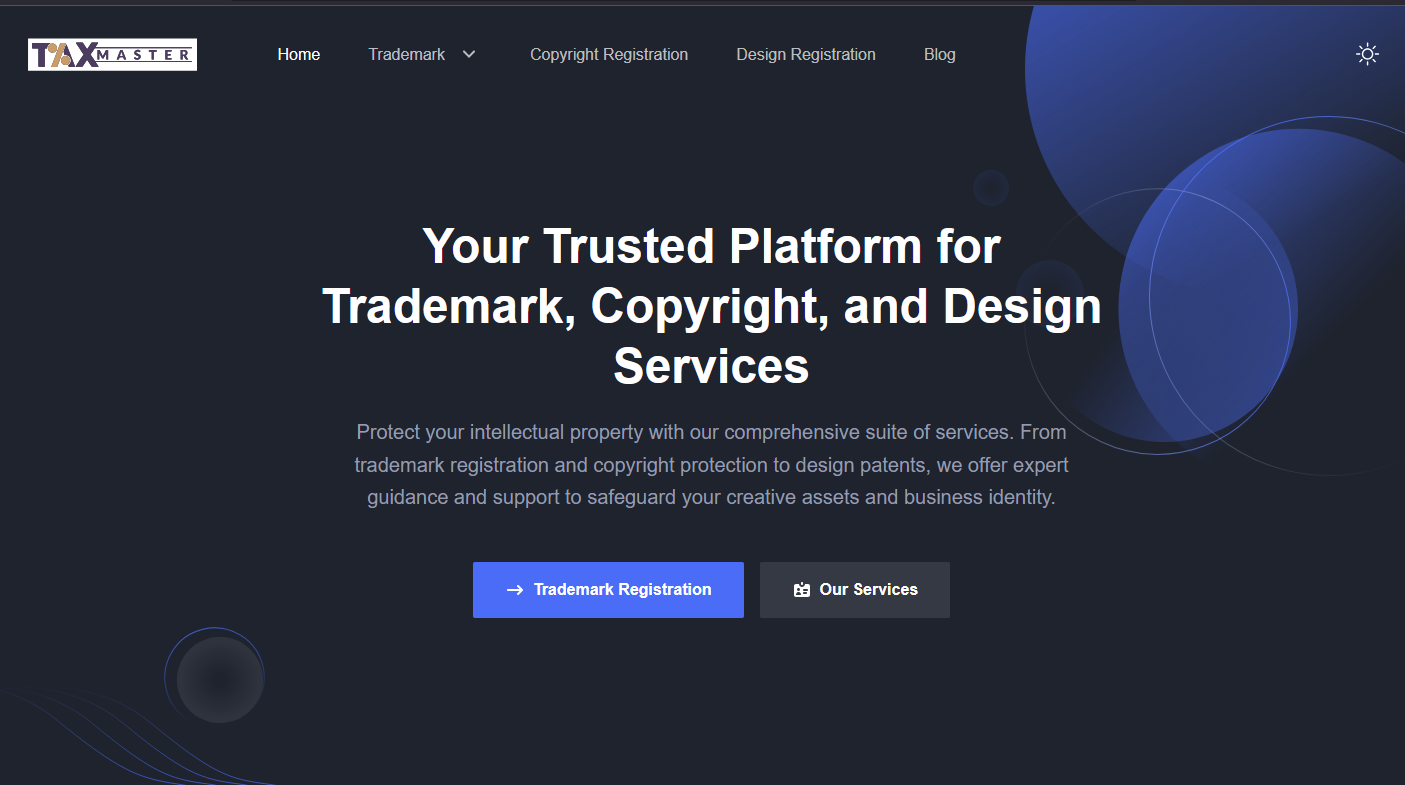 TAXMASTER
Home Trademark Copyright Registration Design Registration Blog
Your Trusted Platform for
Trademark, Copyright, and Design
Services
Protect your intellectual property with our comprehensive suite of services. From
trademark registration and copyright protection to design patents, we offer expert
guidance and support to safeguard your creative assets and business identity.
Trademark Registration Our Services